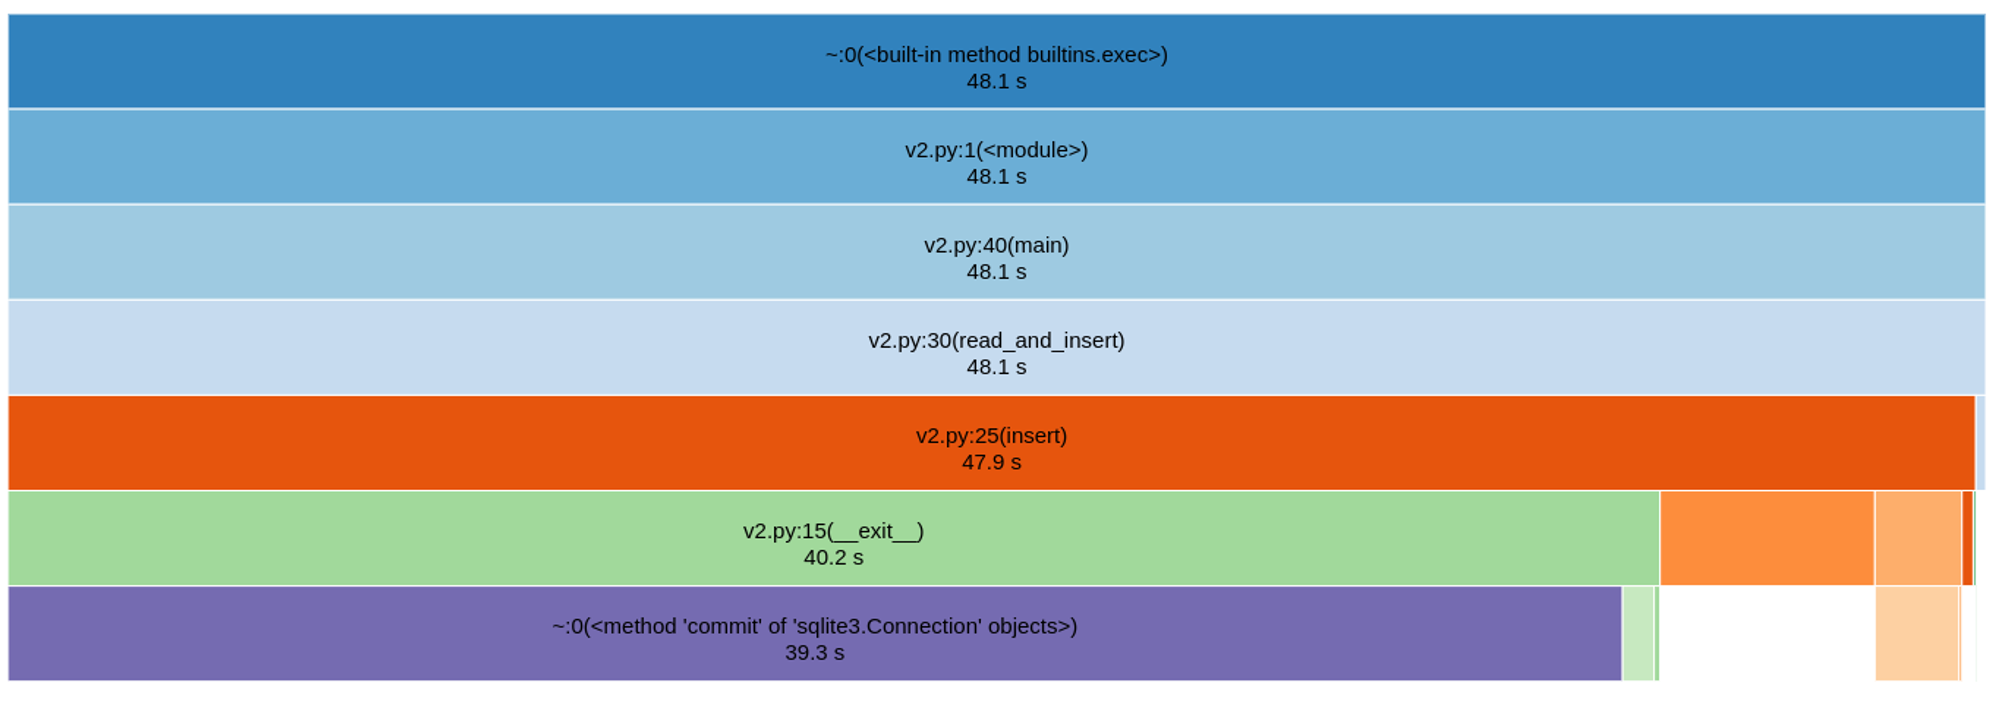 ~:0(<built-in method builtins.exec>)
48.1 s
v2.py:1(<module>)
48.1 s
v2.py:40(main)
48.1 s
v2.py:30(read_and_insert)
48.1 s
v2.py:25(insert)
47.9 s
v2.py:15(__exit__)
40.2 s
~:0(<method 'commit' of 'sqlite3.Connection' objects>)
39.3 s